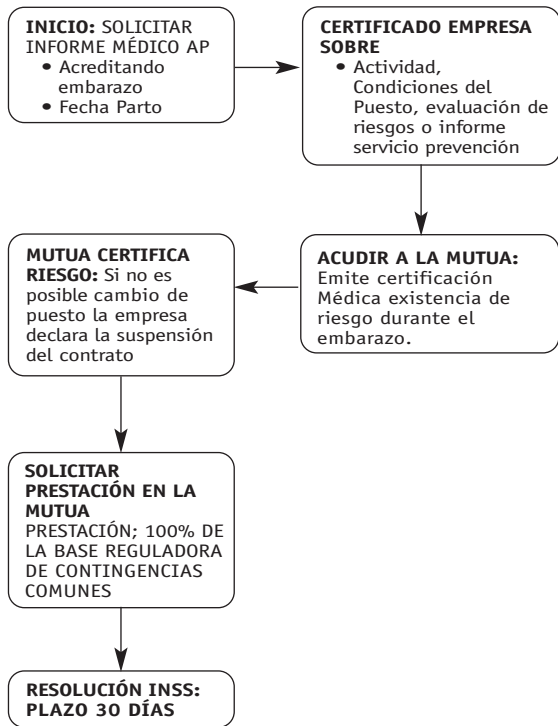 INICIO: SOLICITAR
INFORME MÉDICO AP
• Acreditando
embarazo
• Fecha Parto
CERTIFICADO EMPRESA
SOBRE
• Actividad,
Condiciones del
Puesto, evaluación de
riesgos o informe
servicio prevención
ACUDIR A LA MUTUA:
Emite certificación
Médica existencia de
riesgo durante el
embarazo.
MUTUA CERTIFICA
RIESGO: Si no es
posible cambio de
puesto la empresa
declara la suspensión
del contrato
SOLICITAR
PRESTACIÓN EN LA
MUTUA
PRESTACIÓN; 100% DE
LA BASE REGULADORA
DE CONTINGENCIAS
COMUNES
RESOLUCIÓN INSS:
PLAZO 30 DÍAS